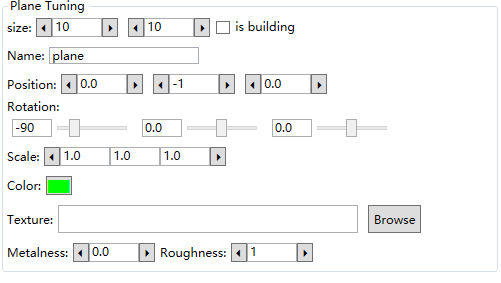 Plane Tuning
size: 10 10 is building
Name: plane
Position: 0.0 -1 0.0
Rotation:
-90 0.0 0.0
Scale: 1.0 1.0 1.0
Color:
Texture: Browse
Metalness: 0.0 Roughness: 1